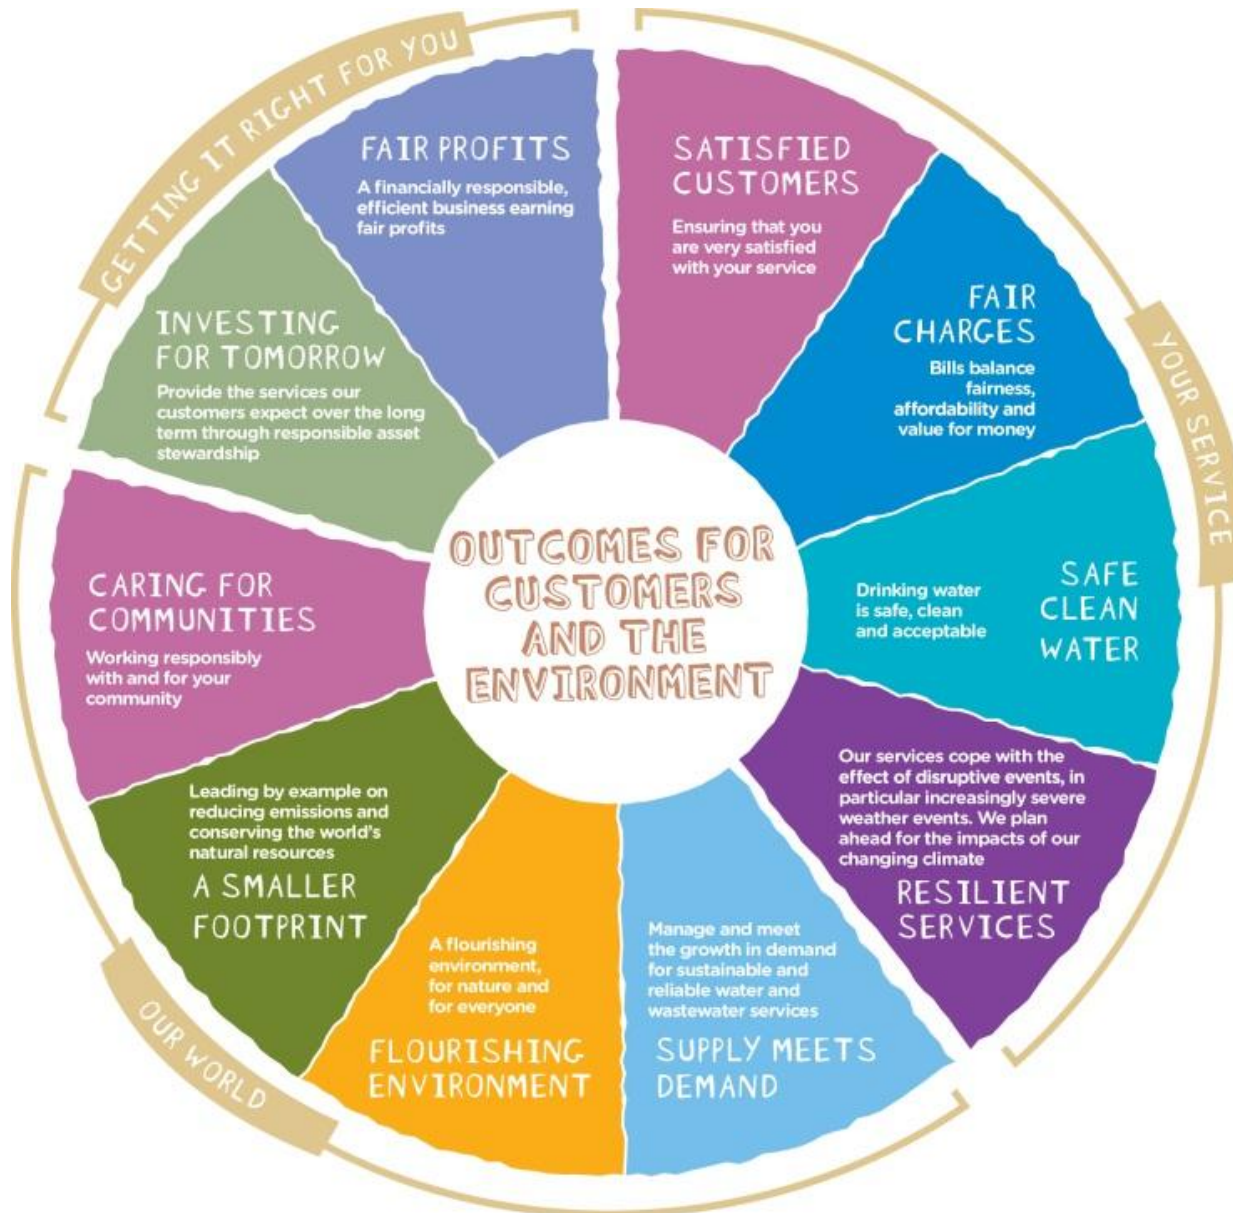 GETTING IT RIGHT FOR YOU
FAIR PROFITS
A financially responsible,
efficient business earning
fair profits
INVESTING
FOR TOMORROW
Provide the services our
customers expect over the long
term through responsible asset
stewardship
YOUR SERVICE
SATISFIED
CUSTOMERS
Ensuring that you
are very satisfied
with your service
FAIR
CHARGES
Bills balance
fairness,
affordability and
value for money
SAFE
CLEAN
WATER
Drinking water
is safe, clean
and acceptable
Our services cope with the
effect of disruptive events, in
particular increasingly severe
weather events. We plan
ahead for the impacts of our
changing climate
RESILIENT
SERVICES
OUTCOMES FOR
CUSTOMERS
AND THE
ENVIRONMENT
OUR WORLD
CARING FOR
COMMUNITIES
Working responsibly
with and for your
community
Leading by example on
reducing emissions and
conserving the world's
natural resources
A SMALLER
FOOTPRINT
A flourishing
environment,
for nature and
for everyone
FLOURISHING
ENVIRONMENT
Manage and meet
the growth in demand
for sustainable and
reliable water and
wastewater services
SUPPLY MEETS
DEMAND